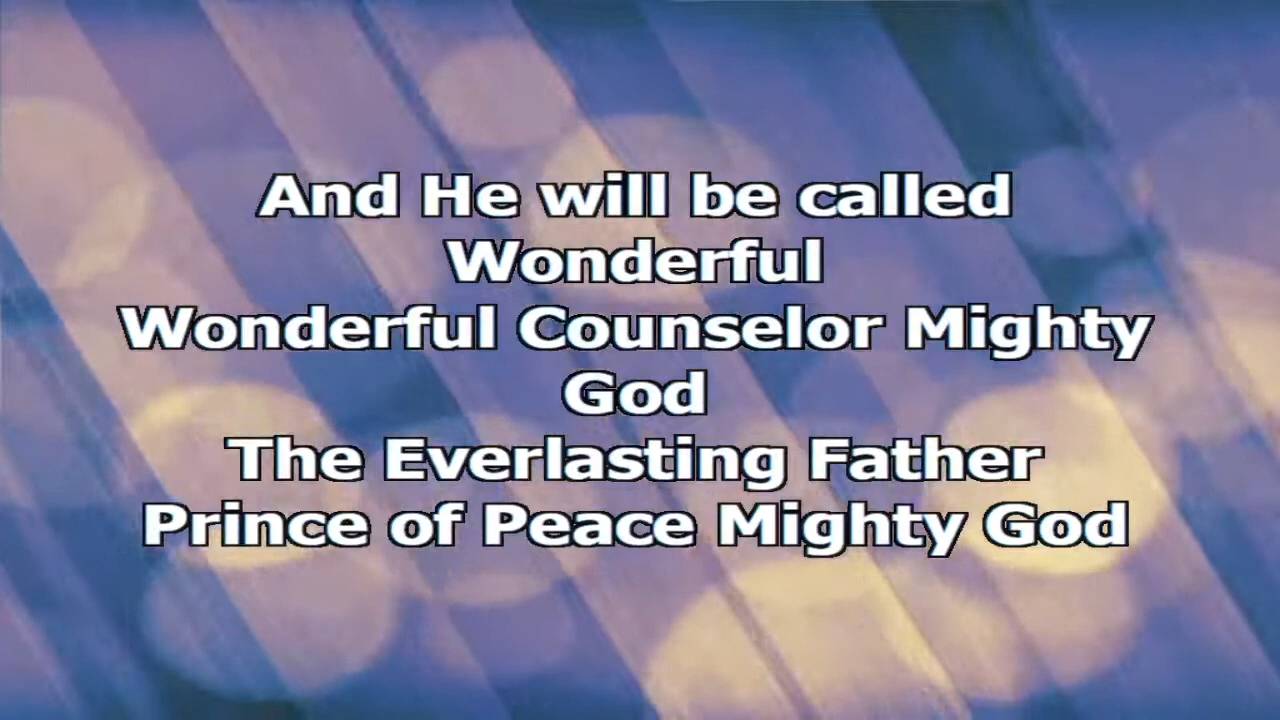 And He will be called
Wonderful
Wonderful Counselor Mighty
God
The Everlasting Father
Prince of Peace Mighty God